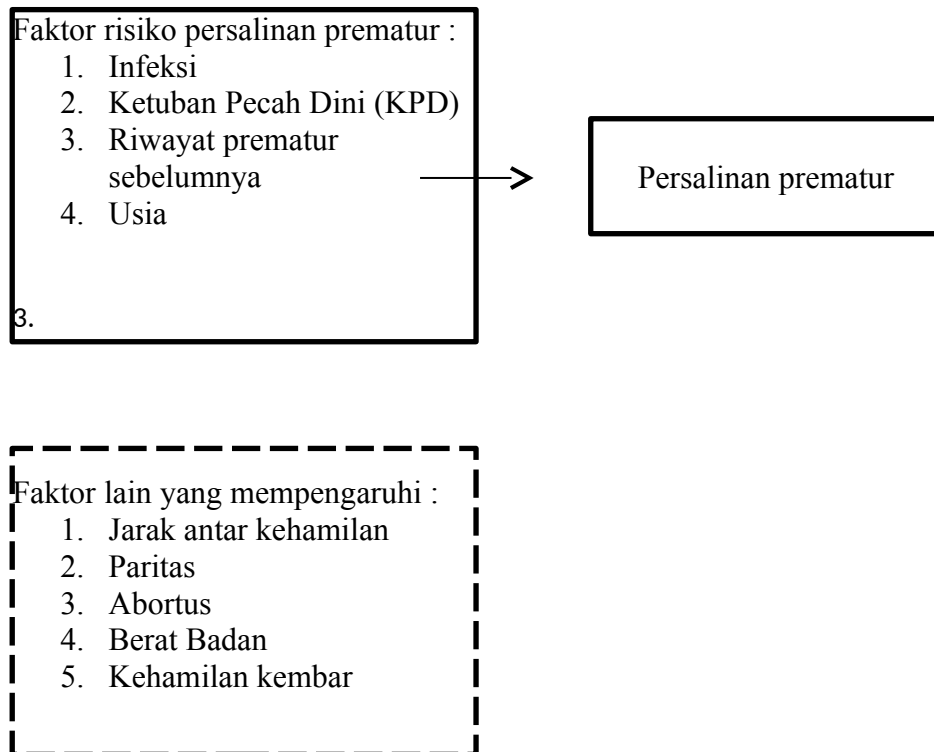 Faktor risiko persalinan prematur :
1. Infeksi
2. Ketuban Pecah Dini (KPD)
3. Riwayat prematur
sebelumnya
4. Usia
3.
Persalinan prematur
Faktor lain yang mempengaruhi :
1. Jarak antar kehamilan
2. Paritas
3. Abortus
4. Berat Badan
5. Kehamilan kembar